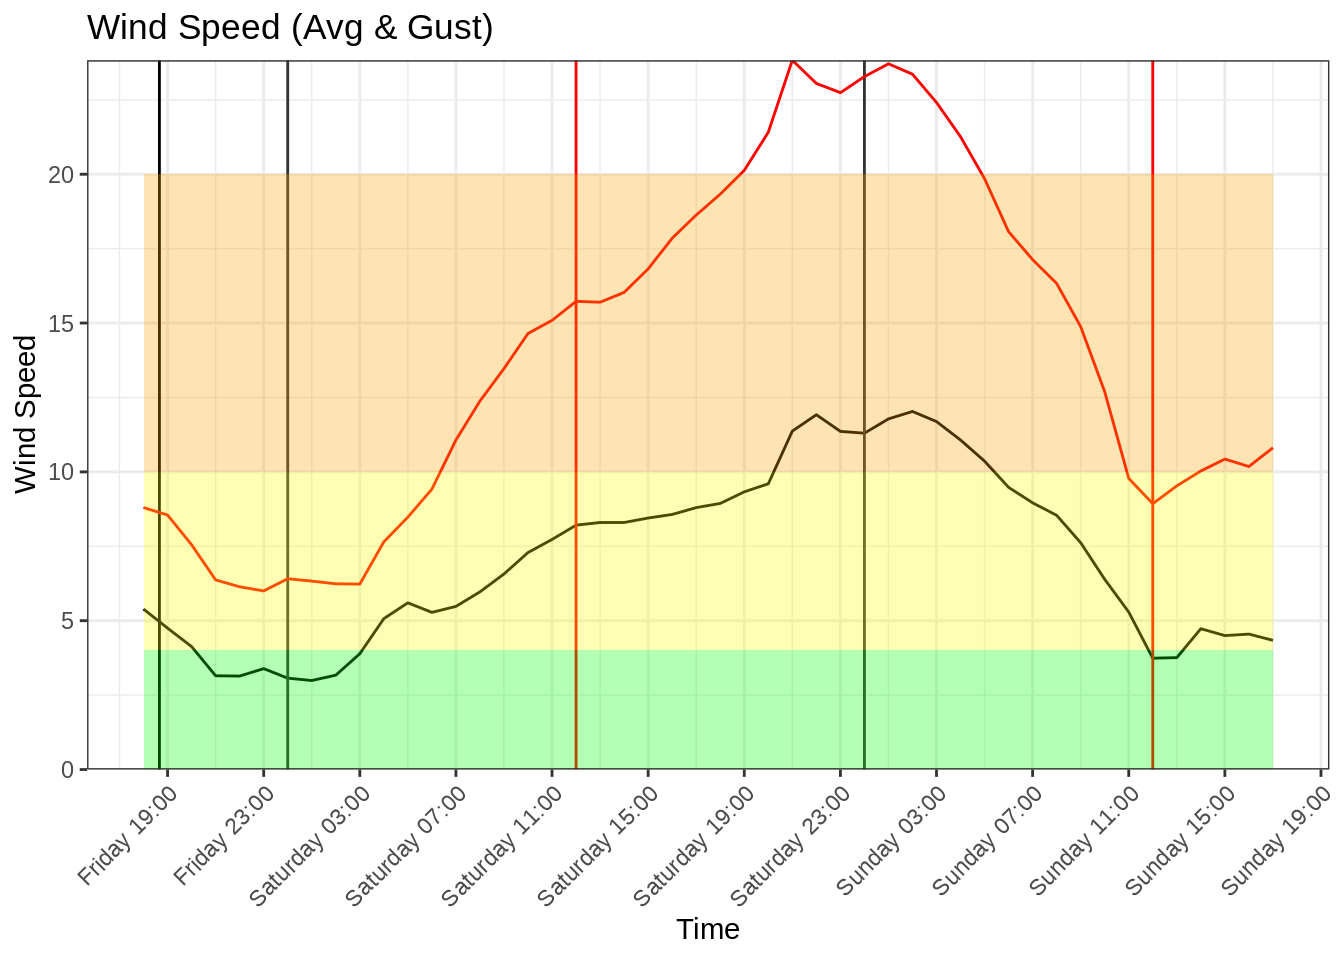 Wind Speed (Avg & Gust)
Wind Speed
20
15
10
5
0
Friday 19:00
Friday 23:00
Saturday 03:00
Saturday 07:00
Saturday 11:00
Saturday 15:00
Saturday 19:00
Saturday 23:00
Sunday 03:00
Sunday 07:00
Sunday 11:00
Sunday 15:00
Sunday 19:00
Time